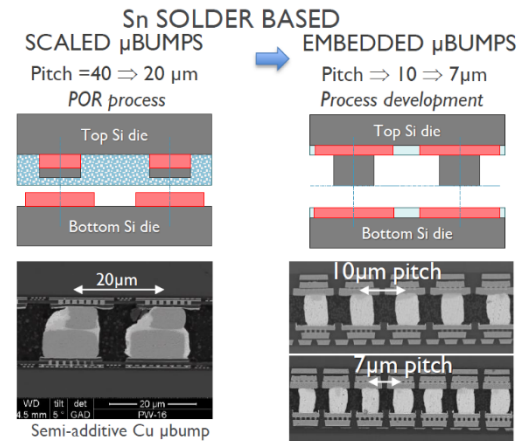 Sn SOLDER BASED
SCALED µBUMPS
EMBEDDED µBUMPS
Pitch =40 ⇒ 20 µm
Pitch ⇒ 10 ⇒ 7µm
POR process
Process development
Top Si die
Top Si die
Bottom Si die
Bottom Si die
20µm
10µm pitch
7µm pitch
WD tilt det 20 µm
4.5 mm 5° GAD PW-16
Semi-additive Cu µbump